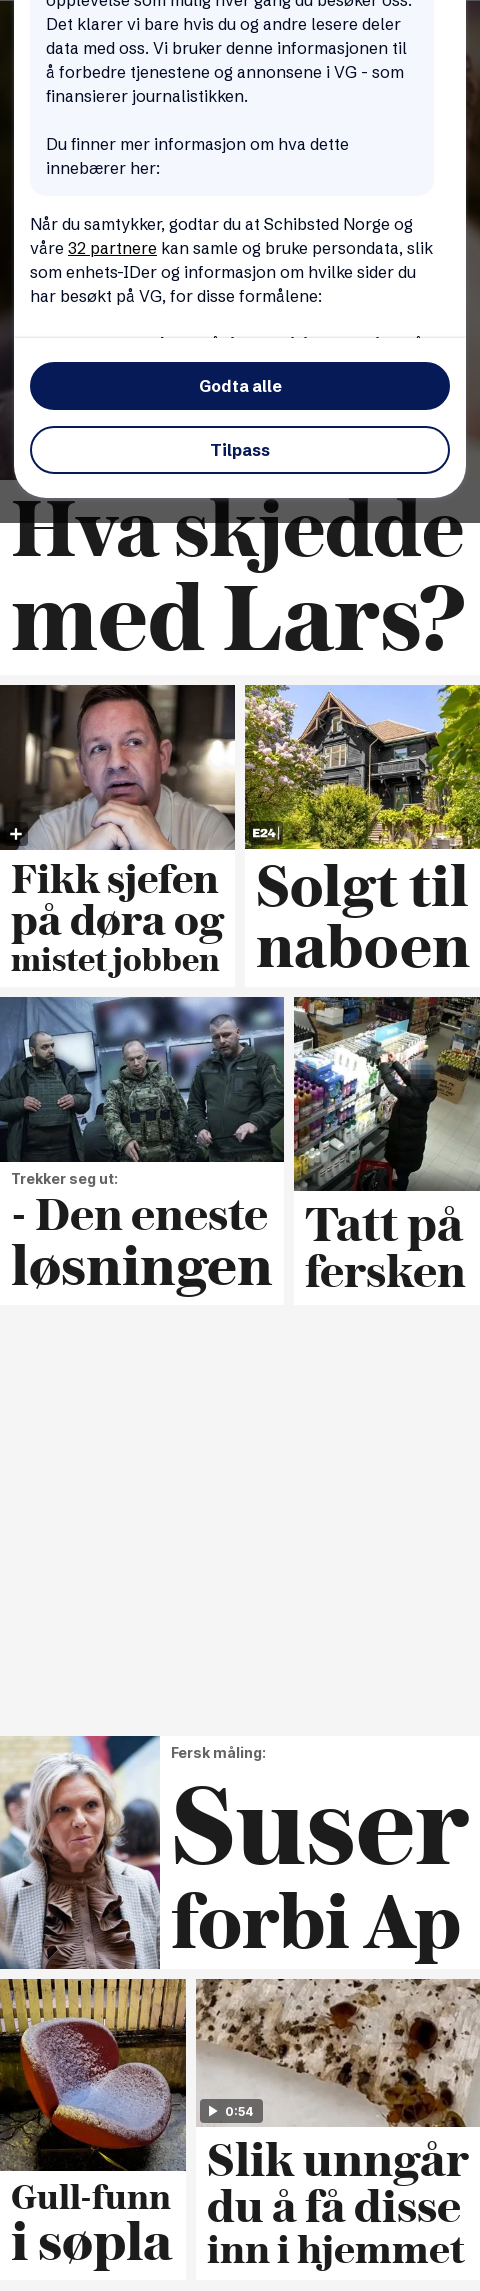 opplevelse som mulig hver gang du besøker oss.
Det klarer vi bare hvis du og andre lesere deler
data med oss. Vi bruker denne informasjonen til
å forbedre tjenestene og annonsene i VG - som
finansierer journalistikken.
Du finner mer informasjon om hva dette
innebærer her:
Når du samtykker, godtar du at Schibsted Norge og
våre 32 partnere kan samle og bruke persondata, slik
som enhets-IDer og informasjon om hvilke sider du
har besøkt på VG, for disse formålene:
Godta alle
Tilpass
Hva skjedde
med Lars?
Fikk sjefen
på døra og
mistet jobben
E24
Solgt til
naboen
Trekker seg ut:
- Den eneste
løsningen
Tatt på
fersken
Fersk måling:
Suser
forbi Ap
Gull-funn
i søpla
0:54
Slik unngår
du å få disse
inn i hjemmet